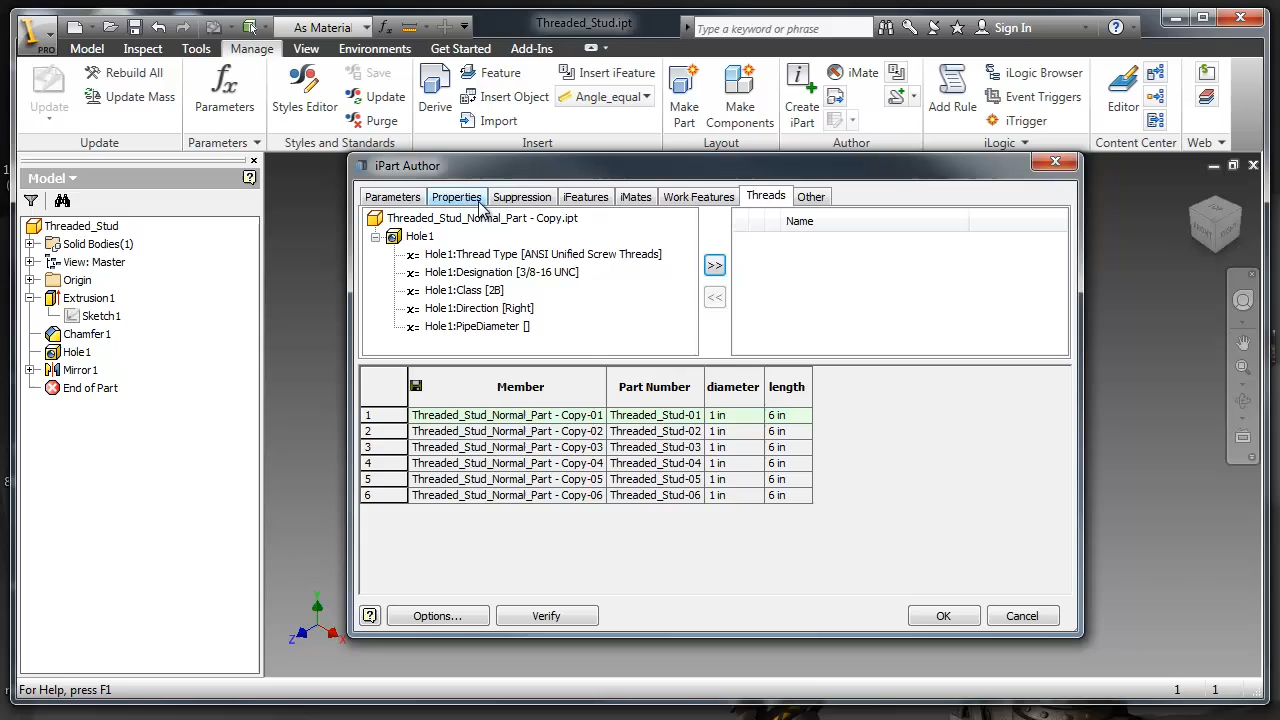 As Material
fx
Threaded_Stud.ipt
Type a keyword or phrase
Sign In
?
PRO
Model
Inspect
Tools
Manage
View
Environments
Get Started
Add-Ins
Update
Rebuild All
Update Mass
fx
Parameters
Styles Editor
Save
Update
Purge
Derive
Feature
Insert Object
Import
Insert iFeature
Angle_equal
Make Part
Make Components
Create iPart
iMate
Add Rule
iLogic Browser
Event Triggers
iTrigger
Editor
Update
Parameters
Styles and Standards
Insert
Layout
Author
iLogic
Content Center
Web
Model
?
Threaded_Stud
Solid Bodies(1)
View: Master
Origin
Extrusion1
Sketch1
Chamfer1
Hole1
Mirror1
End of Part
iPart Author
Parameters
Properties
Suppression
iFeatures
iMates
Work Features
Threads
Other
Threaded_Stud_Normal_Part - Copy.ipt
Hole1
x= Hole1:Thread Type [ANSI Unified Screw Threads]
x= Hole1:Designation [3/8-16 UNC]
x= Hole1:Class [2B]
x= Hole1:Direction [Right]
x= Hole1:PipeDiameter []
>>
<<
Name
Member Part Number diameter length
1 Threaded_Stud_Normal_Part - Copy-01 Threaded_Stud-01 1 in 6 in
2 Threaded_Stud_Normal_Part - Copy-02 Threaded_Stud-02 1 in 6 in
3 Threaded_Stud_Normal_Part - Copy-03 Threaded_Stud-03 1 in 6 in
4 Threaded_Stud_Normal_Part - Copy-04 Threaded_Stud-04 1 in 6 in
5 Threaded_Stud_Normal_Part - Copy-05 Threaded_Stud-05 1 in 6 in
6 Threaded_Stud_Normal_Part - Copy-06 Threaded_Stud-06 1 in 6 in
?
Options...
Verify
OK
Cancel
Y
Z
X
FRONT
RIGHT
For Help, press F1
1
1